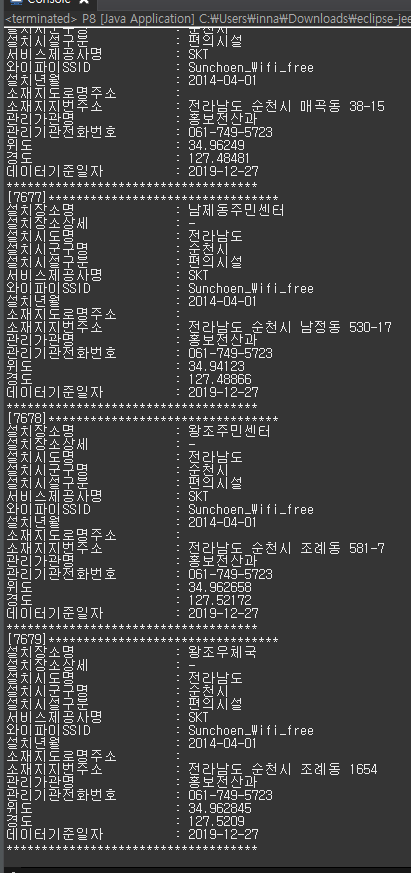 Console
<terminated> P8 [Java Application] C:₩Users₩inna₩Downloads₩eclipse-jee
설치시군구명 : 순천시
설치시설구분 : 편의시설
서비스제공사명 : SKT
와이파이SSID : Sunchoen_Wifi_free
설치년월 : 2014-04-01
소재지도로명주소 :
소재지지번주소 : 전라남도 순천시 매곡동 38-15
관리기관명 : 홍보전산과
관리기관전화번호 : 061-749-5723
위도 : 34.96249
경도 : 127.48481
데이터기준일자 : 2019-12-27
***********************************
[7677]********************************
설치장소명 : 남제동주민센터
설치장소상세 : -
설치시도명 : 전라남도
설치시군구명 : 순천시
설치시설구분 : 편의시설
서비스제공사명 : SKT
와이파이SSID : Sunchoen_Wifi_free
설치년월 : 2014-04-01
소재지도로명주소 :
소재지지번주소 : 전라남도 순천시 남정동 530-17
관리기관명 : 홍보전산과
관리기관전화번호 : 061-749-5723
위도 : 34.94123
경도 : 127.48866
데이터기준일자 : 2019-12-27
***********************************
[7678]********************************
설치장소명 : 왕조주민센터
설치장소상세 : -
설치시도명 : 전라남도
설치시군구명 : 순천시
설치시설구분 : 편의시설
서비스제공사명 : SKT
와이파이SSID : Sunchoen_Wifi_free
설치년월 : 2014-04-01
소재지도로명주소 :
소재지지번주소 : 전라남도 순천시 조례동 581-7
관리기관명 : 홍보전산과
관리기관전화번호 : 061-749-5723
위도 : 34.962658
경도 : 127.52172
데이터기준일자 : 2019-12-27
***********************************
[7679]********************************
설치장소명 : 왕조우체국
설치장소상세 : -
설치시도명 : 전라남도
설치시군구명 : 순천시
설치시설구분 : 편의시설
서비스제공사명 : SKT
와이파이SSID : Sunchoen_Wifi_free
설치년월 : 2014-04-01
소재지도로명주소 :
소재지지번주소 : 전라남도 순천시 조례동 1654
관리기관명 : 홍보전산과
관리기관전화번호 : 061-749-5723
위도 : 34.962845
경도 : 127.5209
데이터기준일자 : 2019-12-27
***********************************